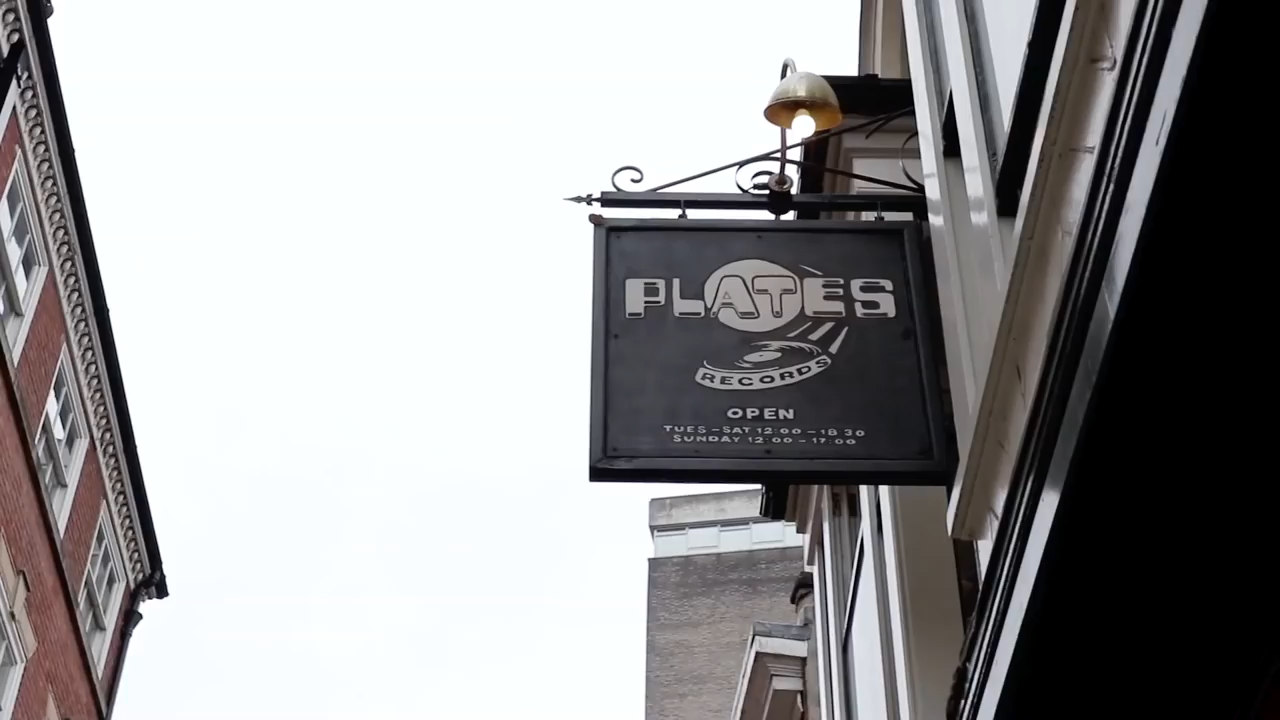 PLATES
RECORDS
OPEN
TUES-SAT 12:00-18:30
SUNDAY 12:00-17:00